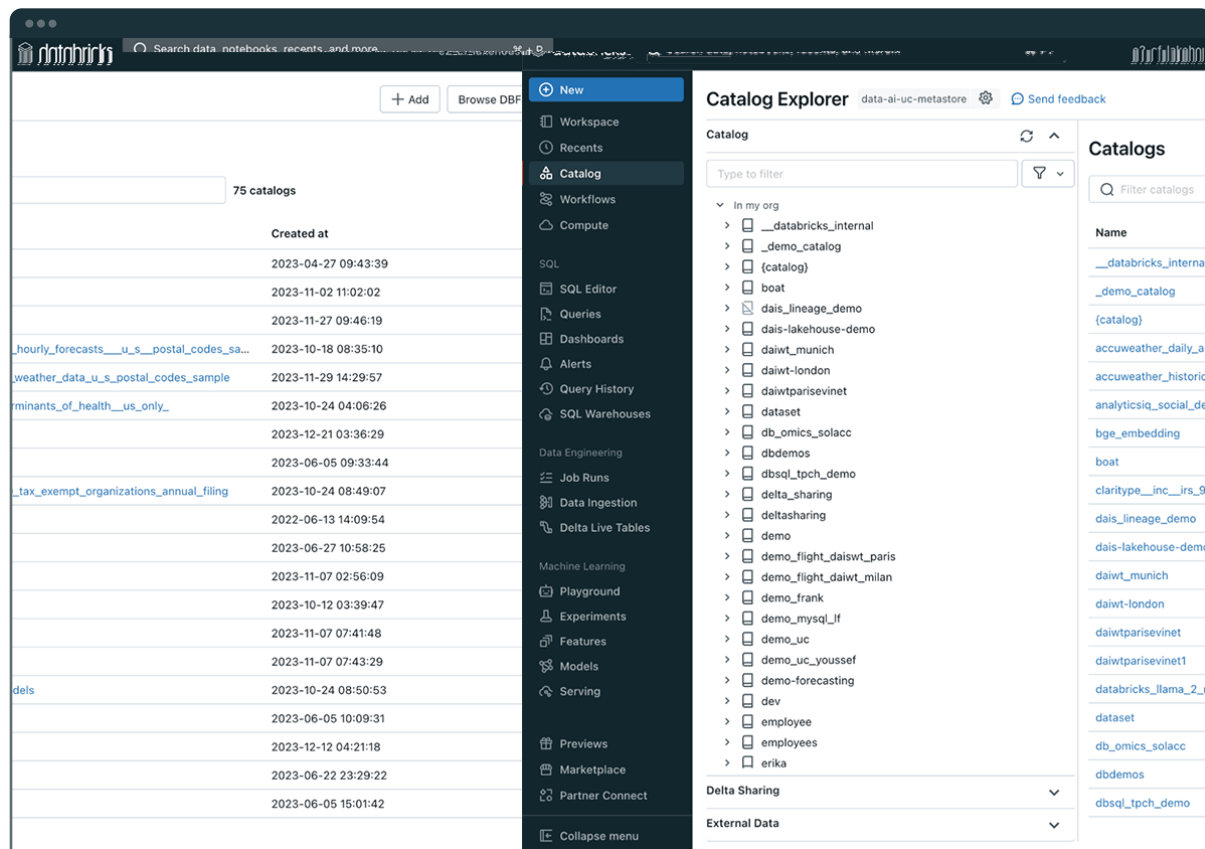 databricks
Search data, notebooks, recents, and more... ⌘ + P
Add
Browse DBF
75 catalogs
Created at
2023-04-27 09:43:39
2023-11-02 11:02:02
2023-11-27 09:46:19
_hourly_forecasts___u_s__postal_codes_sa... 2023-10-18 08:35:10
_weather_data_u_s_postal_codes_sample 2023-11-29 14:29:57
rminants_of_health__us_only_ 2023-10-24 04:06:26
2023-12-21 03:36:29
2023-06-05 09:33:44
_tax_exempt_organizations_annual_filing 2023-10-24 08:49:07
2022-06-13 14:09:54
2023-06-27 10:58:25
2023-11-07 02:56:09
2023-10-12 03:39:47
2023-11-07 07:41:48
2023-11-07 07:43:29
dels 2023-10-24 08:50:53
2023-06-05 10:09:31
2023-12-12 04:21:18
2023-06-22 23:29:22
2023-06-05 15:01:42
New
Workspace
Recents
Catalog
Workflows
Compute
SQL
SQL Editor
Queries
Dashboards
Alerts
Query History
SQL Warehouses
Data Engineering
Job Runs
Data Ingestion
Delta Live Tables
Machine Learning
Playground
Experiments
Features
Models
Serving
Previews
Marketplace
Partner Connect
Collapse menu
Catalog Explorer data-ai-uc-metastore Send feedback
Catalog
Type to filter
In my org
__databricks_internal
_demo_catalog
{catalog}
boat
dais_lineage_demo
dais-lakehouse-demo
daiwt_munich
daiwt-london
daiwtparisevinet
dataset
db_omics_solacc
dbdemos
dbsql_tpch_demo
delta_sharing
deltasharing
demo
demo_flight_daiswt_paris
demo_flight_daiwt_milan
demo_frank
demo_mysql_lf
demo_uc
demo_uc_youssef
demo-forecasting
dev
employee
employees
erika
Delta Sharing
External Data
Catalogs
Filter catalogs
Name
__databricks_interna
_demo_catalog
{catalog}
accuweather_daily_a
accuweather_historic
analyticsiq_social_de
bge_embedding
boat
claritype__inc__irs_9
dais_lineage_demo
dais-lakehouse-demo
daiwt_munich
daiwt-london
daiwtparisevinet
daiwtparisevinet1
databricks_llama_2_
dataset
db_omics_solacc
dbdemos
dbsql_tpch_demo